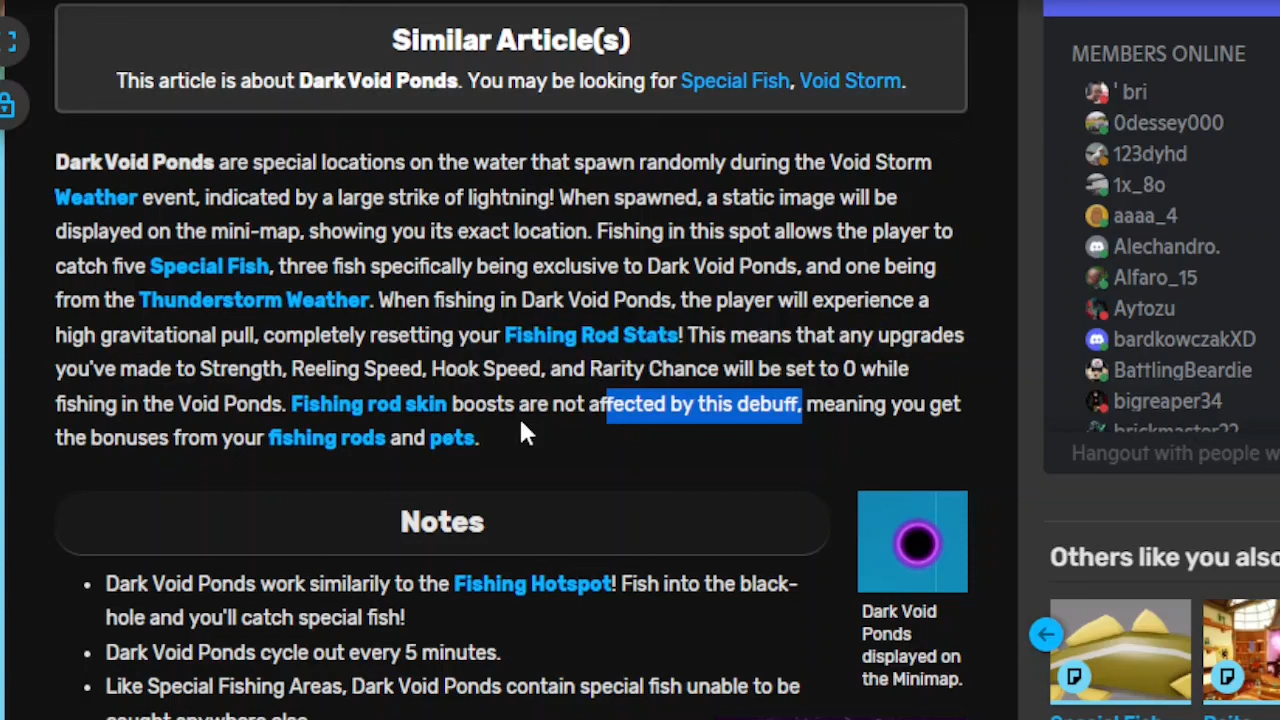 Similar Article(s)
This article is about Dark Void Ponds. You may be looking for Special Fish, Void Storm.
Dark Void Ponds are special locations on the water that spawn randomly during the Void Storm
Weather event, indicated by a large strike of lightning! When spawned, a static image will be
displayed on the mini-map, showing you its exact location. Fishing in this spot allows the player to
catch five Special Fish, three fish specifically being exclusive to Dark Void Ponds, and one being
from the Thunderstorm Weather. When fishing in Dark Void Ponds, the player will experience a
high gravitational pull, completely resetting your Fishing Rod Stats! This means that any upgrades
you've made to Strength, Reeling Speed, Hook Speed, and Rarity Chance will be set to 0 while
fishing in the Void Ponds. Fishing rod skin boosts are not affected by this debuff, meaning you get
the bonuses from your fishing rods and pets.
Notes
• Dark Void Ponds work similarily to the Fishing Hotspot! Fish into the black-
hole and you'll catch special fish!
• Dark Void Ponds cycle out every 5 minutes.
• Like Special Fishing Areas, Dark Void Ponds contain special fish unable to be
caught anywhere else
Dark Void
Ponds
displayed on
the Minimap.
MEMBERS ONLINE
' bri
0dessey000
123dyhd
1x_8o
aaaa_4
Alechandro.
Alfaro_15
Aytozu
bardkowczakXD
BattlingBeardie
bigreaper34
brickmaster22
Hangout with people w
Others like you also
Special Fish